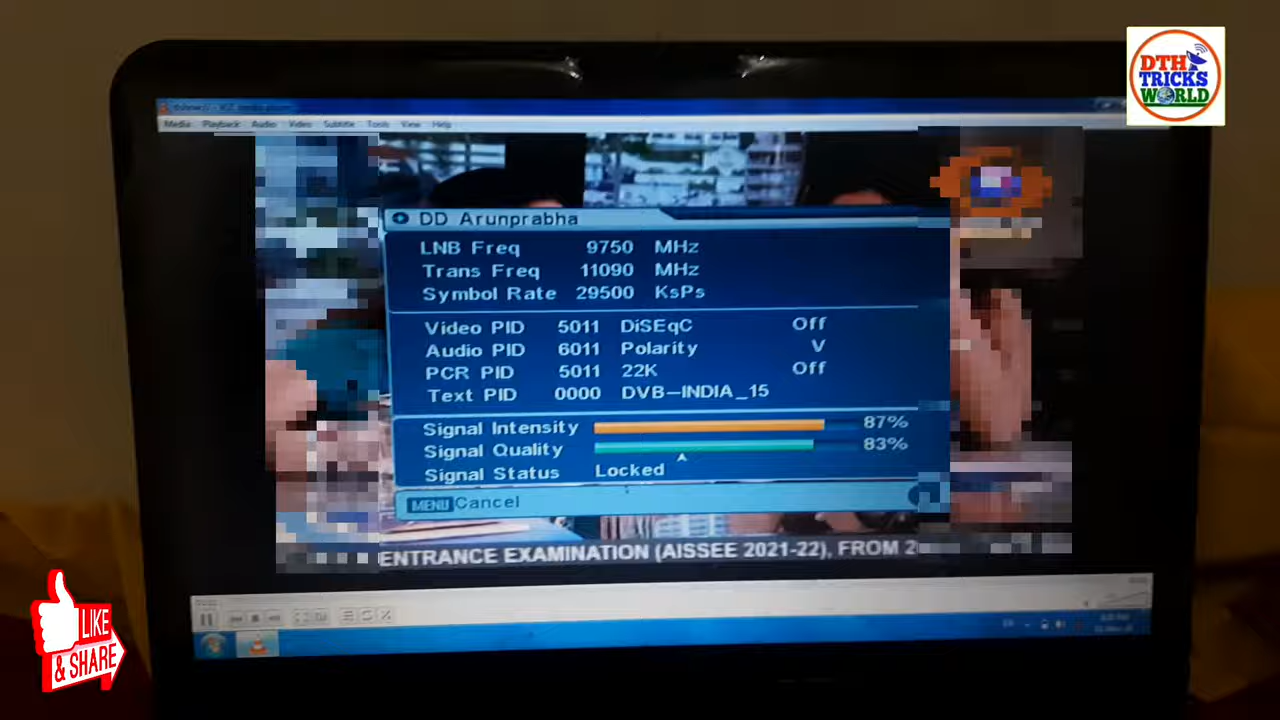 DTH
TRICKS
WORLD
Media Playback Audio Video Subtitle Tools View Help
DD Arunprabha
LNB Freq 9750 MHz
Trans Freq 11090 MHz
Symbol Rate 29500 KsPs
Video PID 5011 DiSEqC Off
Audio PID 6011 Polarity V
PCR PID 5011 22K Off
Text PID 0000 DVB-INDIA_15
Signal Intensity 87%
Signal Quality 83%
Signal Status Locked
MENU Cancel
ENTRANCE EXAMINATION (AISSEE 2021-22), FROM
LIKE
& SHARE